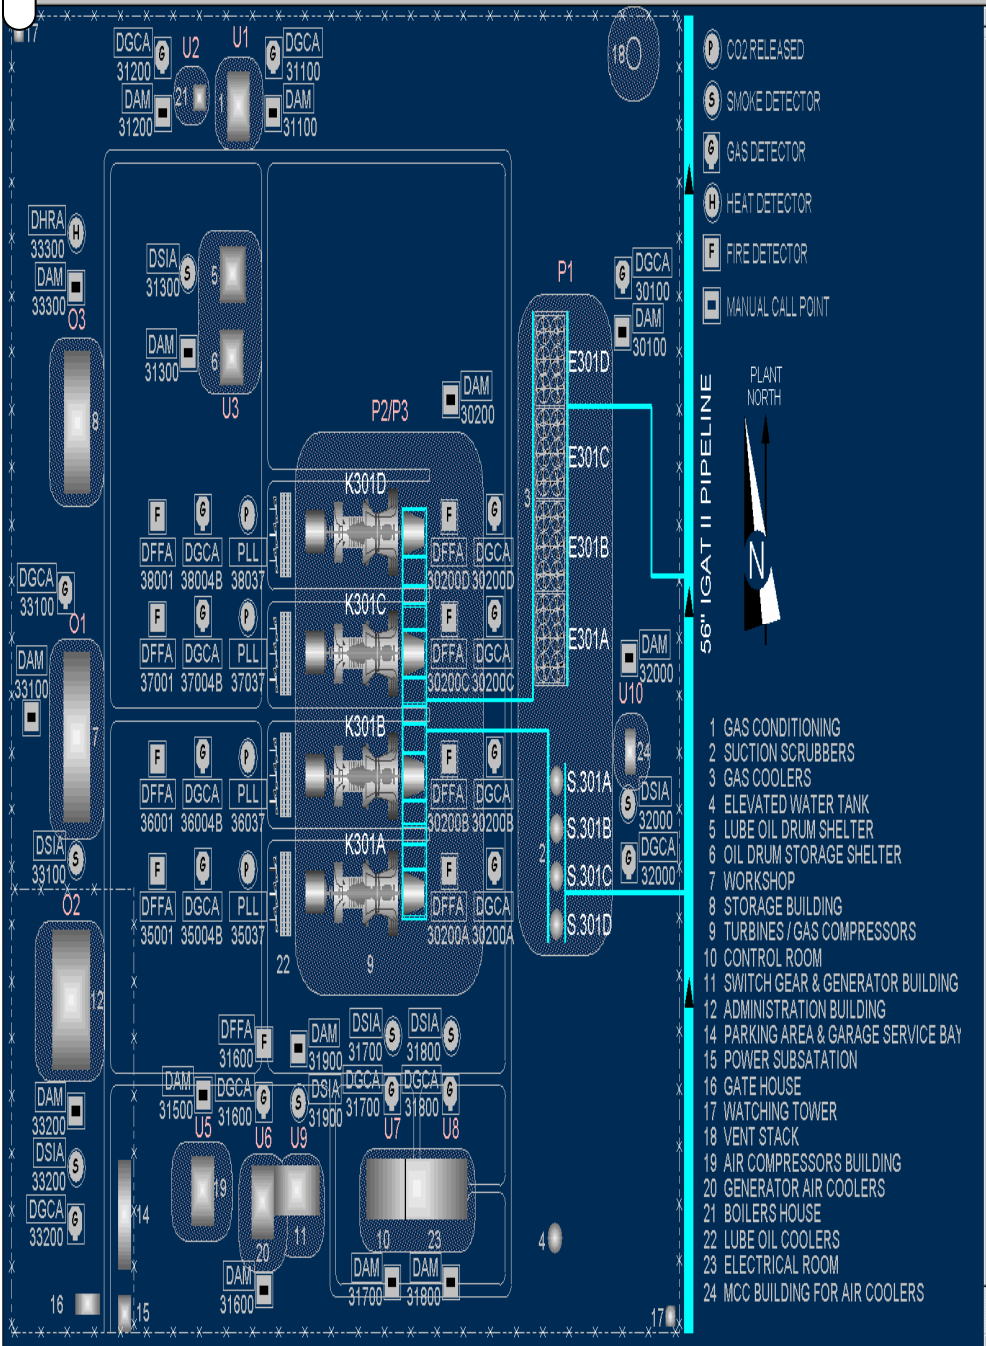 17
DGCA
31200
DAM
31200
U2
21
U1
1
DGCA
31100
DAM
31100
18
P CO2 RELEASED
S SMOKE DETECTOR
G GAS DETECTOR
H HEAT DETECTOR
F FIRE DETECTOR
MANUAL CALL POINT
DHRA
33300
H
DAM
33300
O3
8
DSIA
31300
S
DAM
31300
5
6
U3
P1
G
DGCA
30100
DAM
30100
P2/P3
DAM
30200
E301D
E301C
3
E301B
E301A
PLANT
NORTH
N
56" IGAT II PIPELINE
K301D
F
G
P
DFFA
38001
DGCA
38004B
PLL
38037
F
G
DFFA
30200D
DGCA
30200D
DGCA
33100
G
O1
DAM
33100
7
K301C
F
G
P
DFFA
37001
DGCA
37004B
PLL
37037
F
G
DFFA
30200C
DGCA
30200C
DAM
32000
U10
24
K301B
F
G
P
DFFA
36001
DGCA
36004B
PLL
36037
F
G
DFFA
30200B
DGCA
30200B
S.301A
S.301B
2
S.301C
S.301D
DSIA
32000
S
DGCA
32000
G
DSIA
33100
S
K301A
F
G
P
DFFA
35001
DGCA
35004B
PLL
35037
F
G
DFFA
30200A
DGCA
30200A
22
9
O2
12
DFFA
31600
F
DAM
31900
DSIA
31700
S
DSIA
31800
S
DAM
31500
DGCA
31600
G
DSIA
31900
S
DGCA
31700
G
DGCA
31800
G
DAM
33200
DSIA
33200
S
DGCA
33200
G
U5
U6
U9
U7
U8
14
19
20
11
10
23
4
DAM
31600
DAM
31700
DAM
31800
16
15
17
1 GAS CONDITIONING
2 SUCTION SCRUBBERS
3 GAS COOLERS
4 ELEVATED WATER TANK
5 LUBE OIL DRUM SHELTER
6 OIL DRUM STORAGE SHELTER
7 WORKSHOP
8 STORAGE BUILDING
9 TURBINES / GAS COMPRESSORS
10 CONTROL ROOM
11 SWITCH GEAR & GENERATOR BUILDING
12 ADMINISTRATION BUILDING
14 PARKING AREA & GARAGE SERVICE BAY
15 POWER SUBSATATION
16 GATE HOUSE
17 WATCHING TOWER
18 VENT STACK
19 AIR COMPRESSORS BUILDING
20 GENERATOR AIR COOLERS
21 BOILERS HOUSE
22 LUBE OIL COOLERS
23 ELECTRICAL ROOM
24 MCC BUILDING FOR AIR COOLERS